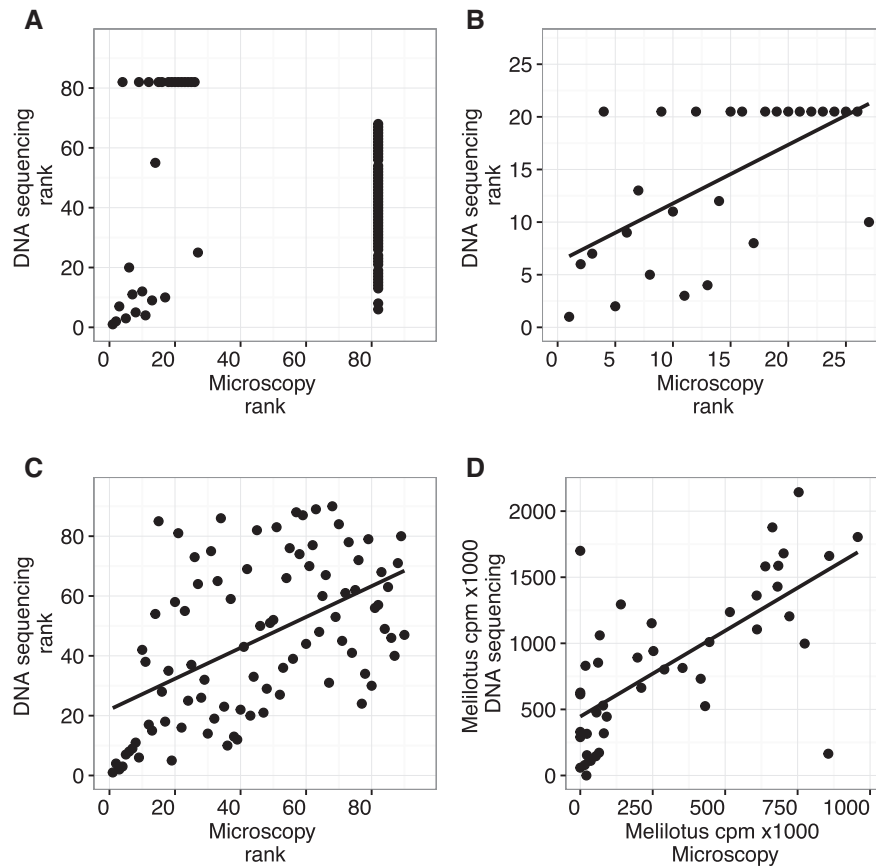 A
DNA sequencing
rank
80
60
40
20
0
0 20 40 60 80
Microscopy
rank
B
DNA sequencing
rank
25
20
15
10
5
0
0 5 10 15 20 25
Microscopy
rank
C
DNA sequencing
rank
80
60
40
20
0
0 20 40 60 80
Microscopy
rank
D
Melilotus cpm x1000
DNA sequencing
2000
1500
1000
500
0
0 250 500 750 1000
Melilotus cpm x1000
Microscopy